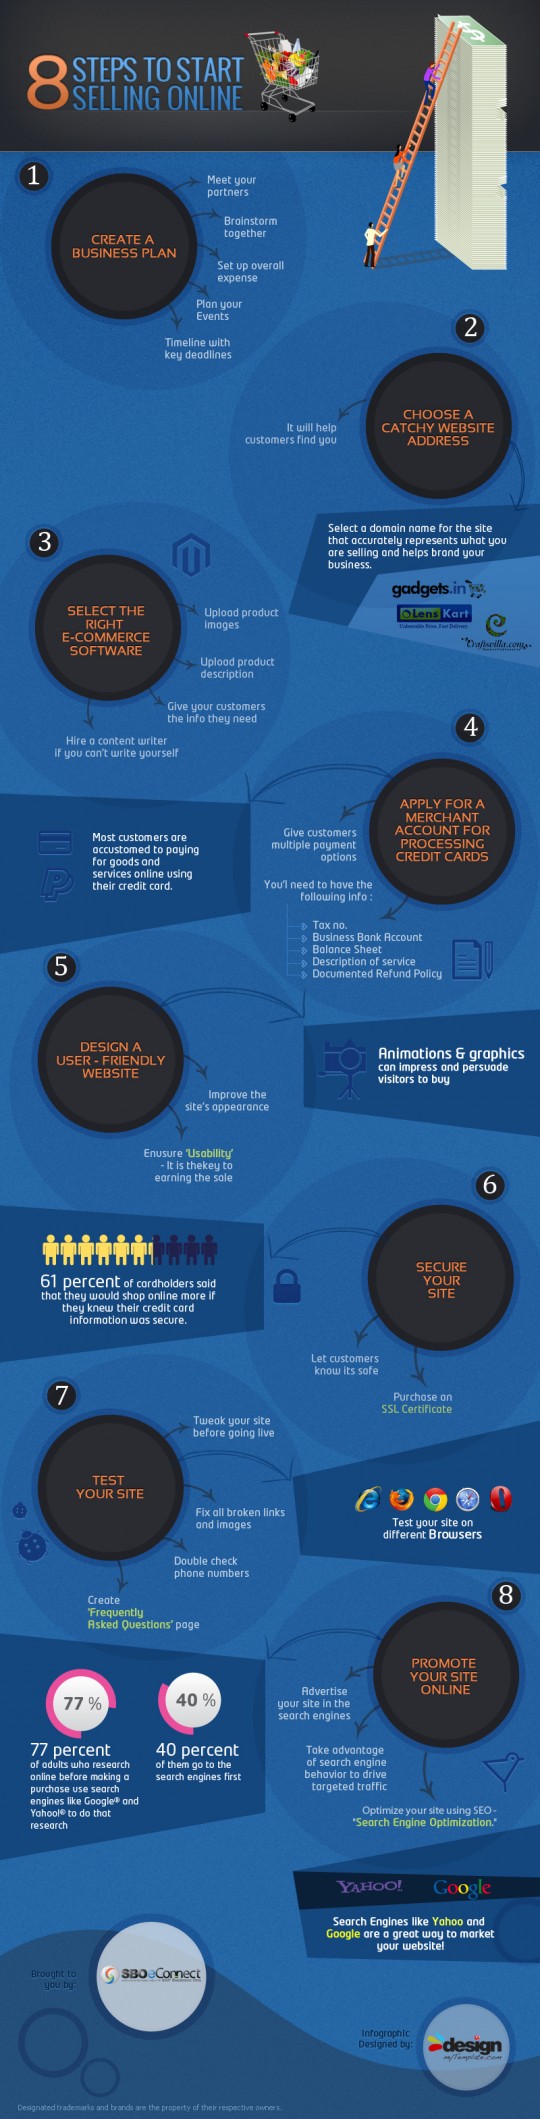 8 STEPS TO START
SELLING ONLINE
1
CREATE A
BUSINESS PLAN
Meet your
partners
Brainstorm
together
Set up overall
expense
Plan your
Events
Timeline with
key deadlines
2
CHOOSE A
CATCHY WEBSITE
ADDRESS
It will help
customers find you
Select a domain name for the site
that accurately represents what you
are selling and helps brand your
business.
gadgets.in
LensKart
Craftsvilla.com
3
SELECT THE
RIGHT
E-COMMERCE
SOFTWARE
Upload product
images
Upload product
description
Give your customers
the info they need
Hire a content writer
if you can't write yourself
4
APPLY FOR A
MERCHANT
ACCOUNT FOR
PROCESSING
CREDIT CARDS
Give customers
multiple payment
options
You'l need to have the
following info :
Tax no.
Business Bank Account
Balance Sheet
Description of service
Documented Refund Policy
Most customers are
accustomed to paying
for goods and
services online using
their credit card.
5
DESIGN A
USER - FRIENDLY
WEBSITE
Improve the
site's appearance
Enusure 'Usability'
- It is thekey to
earning the sale
Animations & graphics
can impress and persuade
visitors to buy
6
SECURE
YOUR
SITE
Let customers
know its safe
Purchase an
SSL Certificate
61 percent of cardholders said
that they would shop online more if
they knew their credit card
information was secure.
7
TEST
YOUR SITE
Tweak your site
before going live
Fix all broken links
and images
Double check
phone numbers
Create
'Frequently
Asked Questions' page
Test your site on
different Browsers
8
PROMOTE
YOUR SITE
ONLINE
Advertise
your site in the
search engines
Take advantage
of search engine
behavior to drive
targeted traffic
Optimize your site using SEO -
"Search Engine Optimization."
77 %
77 percent
of adults who research
online before making a
purchase use search
engines like Google® and
Yahoo!® to do that
research
40 %
40 percent
of them go to the
search engines first
YAHOO! Google
Search Engines like Yahoo and
Google are a great way to market
your website!
Brought to
you by:
SBOeConnect
Infographic
Designed by:
design
myTemplate.com
Designated trademarks and brands are the property of their respective owners.